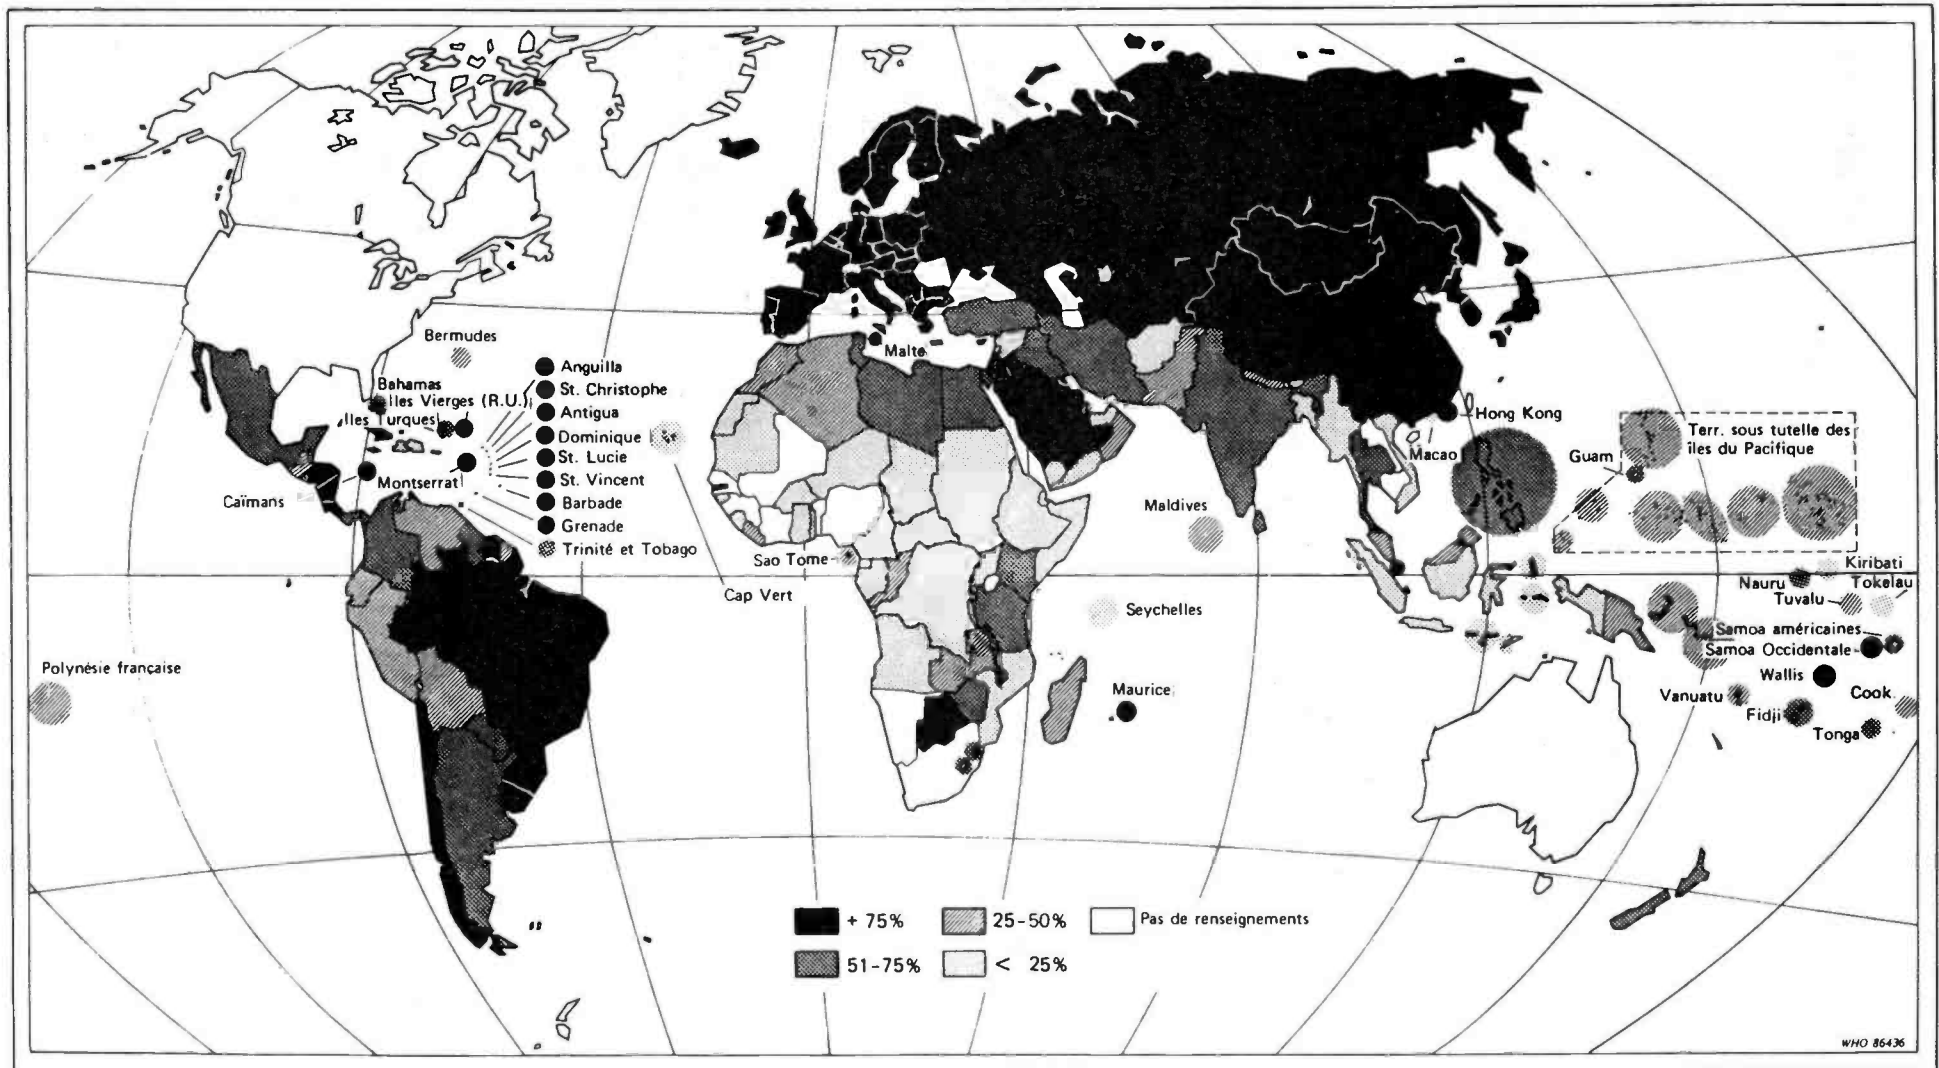 Bermudes
Bahamas
Iles Vierges (R.U.)
Iles Turques
Montserrat
Caïmans
Anguilla
St. Christophe
Antigua
Dominique
St. Lucie
St. Vincent
Barbade
Grenade
Trinité et Tobago
Malte
Hong Kong
Macao
Terr. sous tutelle des
îles du Pacifique
Guam
Maldives
Sao Tome
Cap Vert
Seychelles
Kiribati
Nauru
Tokelau
Tuvalu
Samoa américaines
Samoa Occidentale
Wallis
Polynésie française
Maurice
Vanuatu
Cook
Fidji
Tonga
+ 75%
25-50%
Pas de renseignements
51-75%
< 25%
WHO 86436